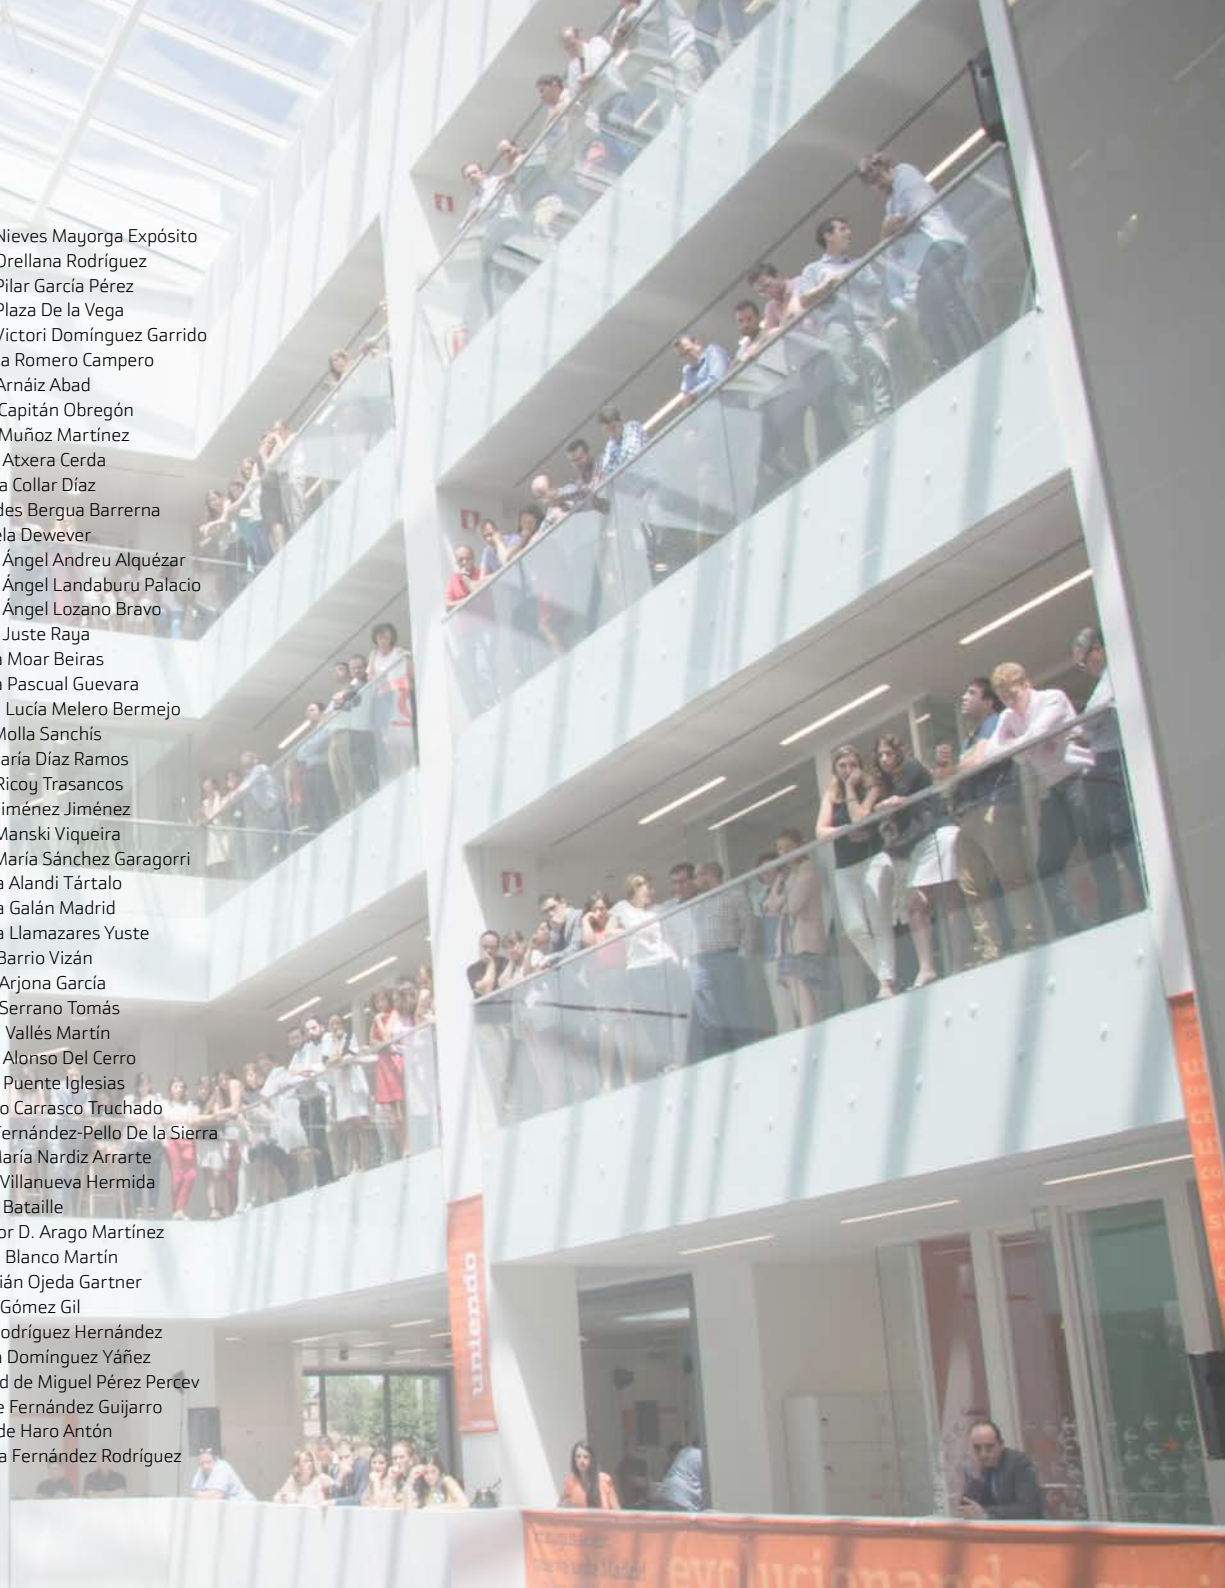 Nieves Mayorga Expósito
Orellana Rodríguez
Pilar García Pérez
Plaza De la Vega
Victori Domínguez Garrido
a Romero Campero
Arnáiz Abad
Capitán Obregón
Muñoz Martínez
Atxera Cerda
a Collar Díaz
des Bergua Barrerna
ela Dewever
Ángel Andreu Alquézar
Ángel Landaburu Palacio
Ángel Lozano Bravo
Juste Raya
Moar Beiras
Pascual Guevara
Lucía Melero Bermejo
Molla Sanchís
aría Díaz Ramos
Ricoy Trasancos
iménez Jiménez
Manski Viqueira
María Sánchez Garagorri
a Alandi Tártalo
a Galán Madrid
a Llamazares Yuste
Barrio Vizán
Arjona García
Serrano Tomás
Vallés Martín
Alonso Del Cerro
Puente Iglesias
o Carrasco Truchado
Fernández-Pello De la Sierra
aría Nardiz Arrarte
Villanueva Hermida
Bataille
or D. Arago Martínez
Blanco Martín
ián Ojeda Gartner
Gómez Gil
odríguez Hernández
Domínguez Yáñez
d de Miguel Pérez Percev
e Fernández Guijarro
de Haro Antón
a Fernández Rodríguez
uniendo
evolucionando